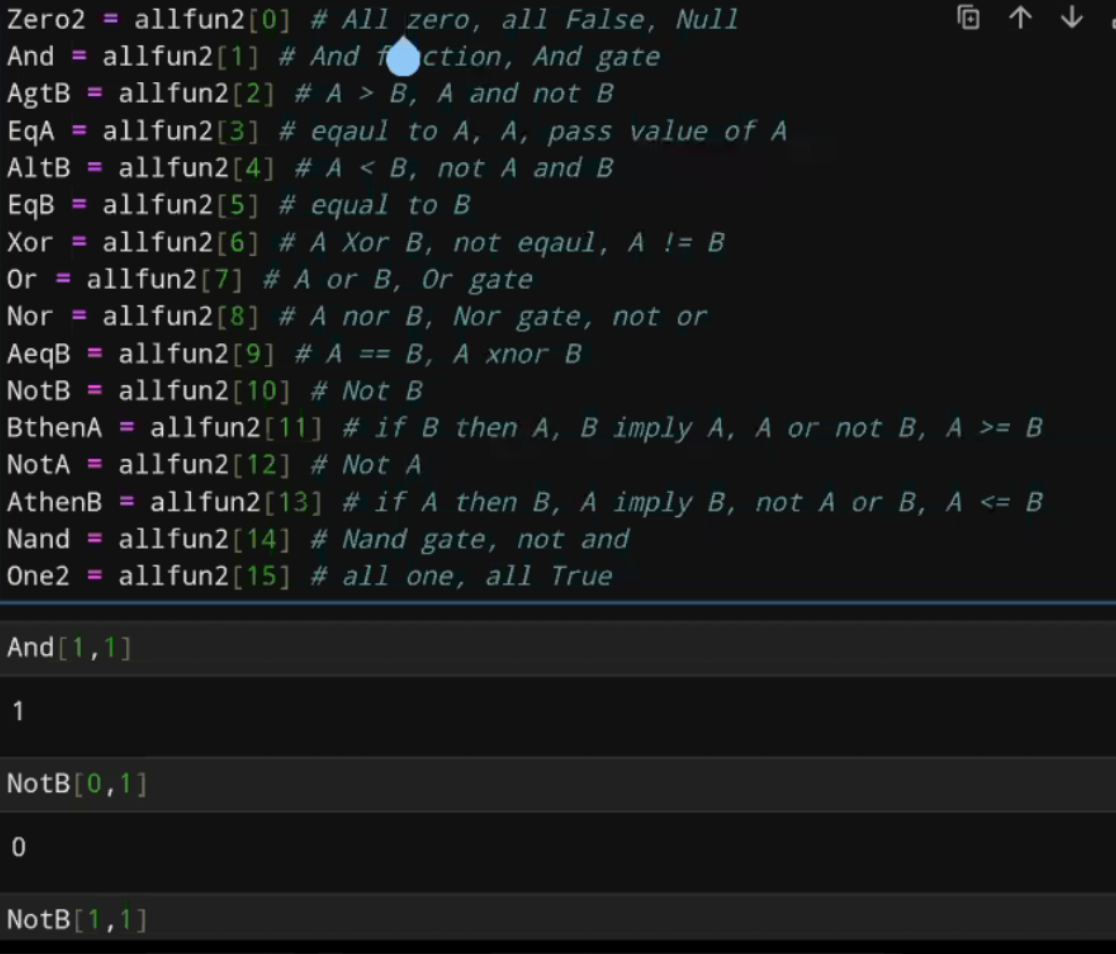 Zero2 = allfun2[0] # All zero, all False, Null
And = allfun2[1] # And f ction, And gate
AgtB = allfun2[2] # A > B, A and not B
EqA = allfun2[3] # eqaul to A, A, pass value of A
AltB = allfun2[4] # A < B, not A and B
EqB = allfun2[5] # equal to B
Xor = allfun2[6] # A Xor B, not eqaul, A != B
Or = allfun2[7] # A or B, Or gate
Nor = allfun2[8] # A nor B, Nor gate, not or
AeqB = allfun2[9] # A == B, A xnor B
NotB = allfun2[10] # Not B
BthenA = allfun2[11] # if B then A, B imply A, A or not B, A >= B
NotA = allfun2[12] # Not A
AthenB = allfun2[13] # if A then B, A imply B, not A or B, A <= B
Nand = allfun2[14] # Nand gate, not and
One2 = allfun2[15] # all one, all True
And[1,1]
1
NotB[0,1]
0
NotB[1,1]